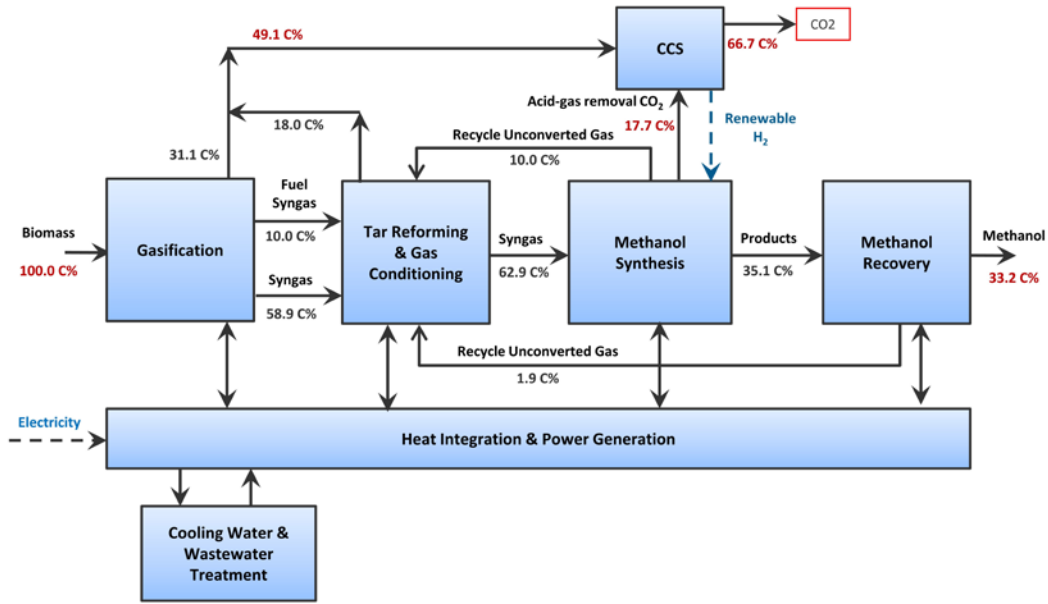 49.1 C%
CCS
66.7 C%
CO2
Acid-gas removal CO₂
17.7 C%
Renewable
H₂
18.0 C%
Recycle Unconverted Gas
10.0 C%
31.1 C%
Biomass
100.0 C%
Gasification
Fuel
Syngas
10.0 C%
Syngas
58.9 C%
Tar Reforming
& Gas
Conditioning
Syngas
62.9 C%
Methanol
Synthesis
Products
35.1 C%
Methanol
Recovery
Methanol
33.2 C%
Recycle Unconverted Gas
1.9 C%
Electricity
Heat Integration & Power Generation
Cooling Water &
Wastewater
Treatment